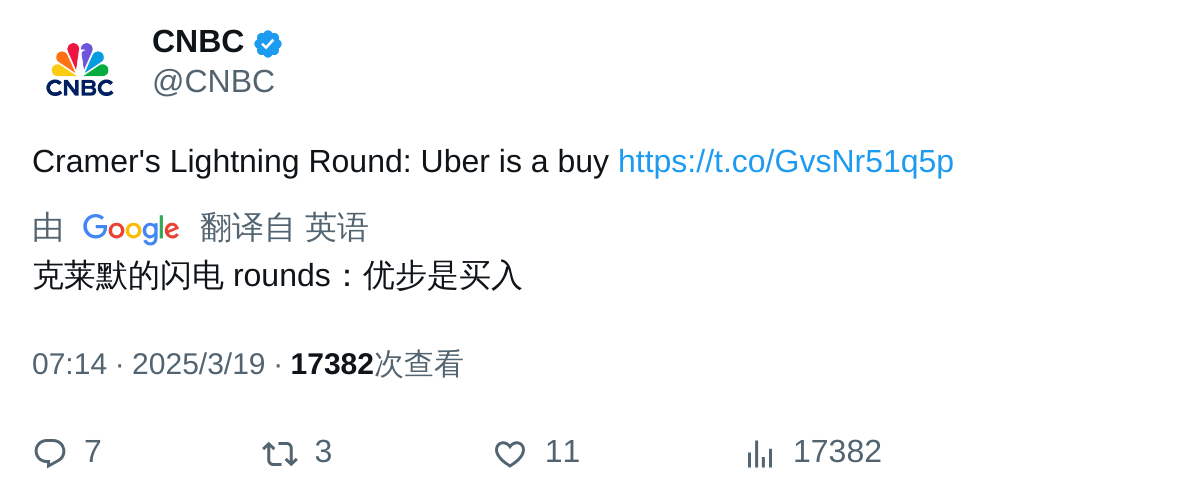 CNBC
CNBC
@CNBC
Cramer's Lightning Round: Uber is a buy https://t.co/GvsNr51q5p
由 Google 翻译自 英语
克莱默的闪电 rounds：优步是买入
07:14 · 2025/3/19 · 17382次查看
7 3 11 17382